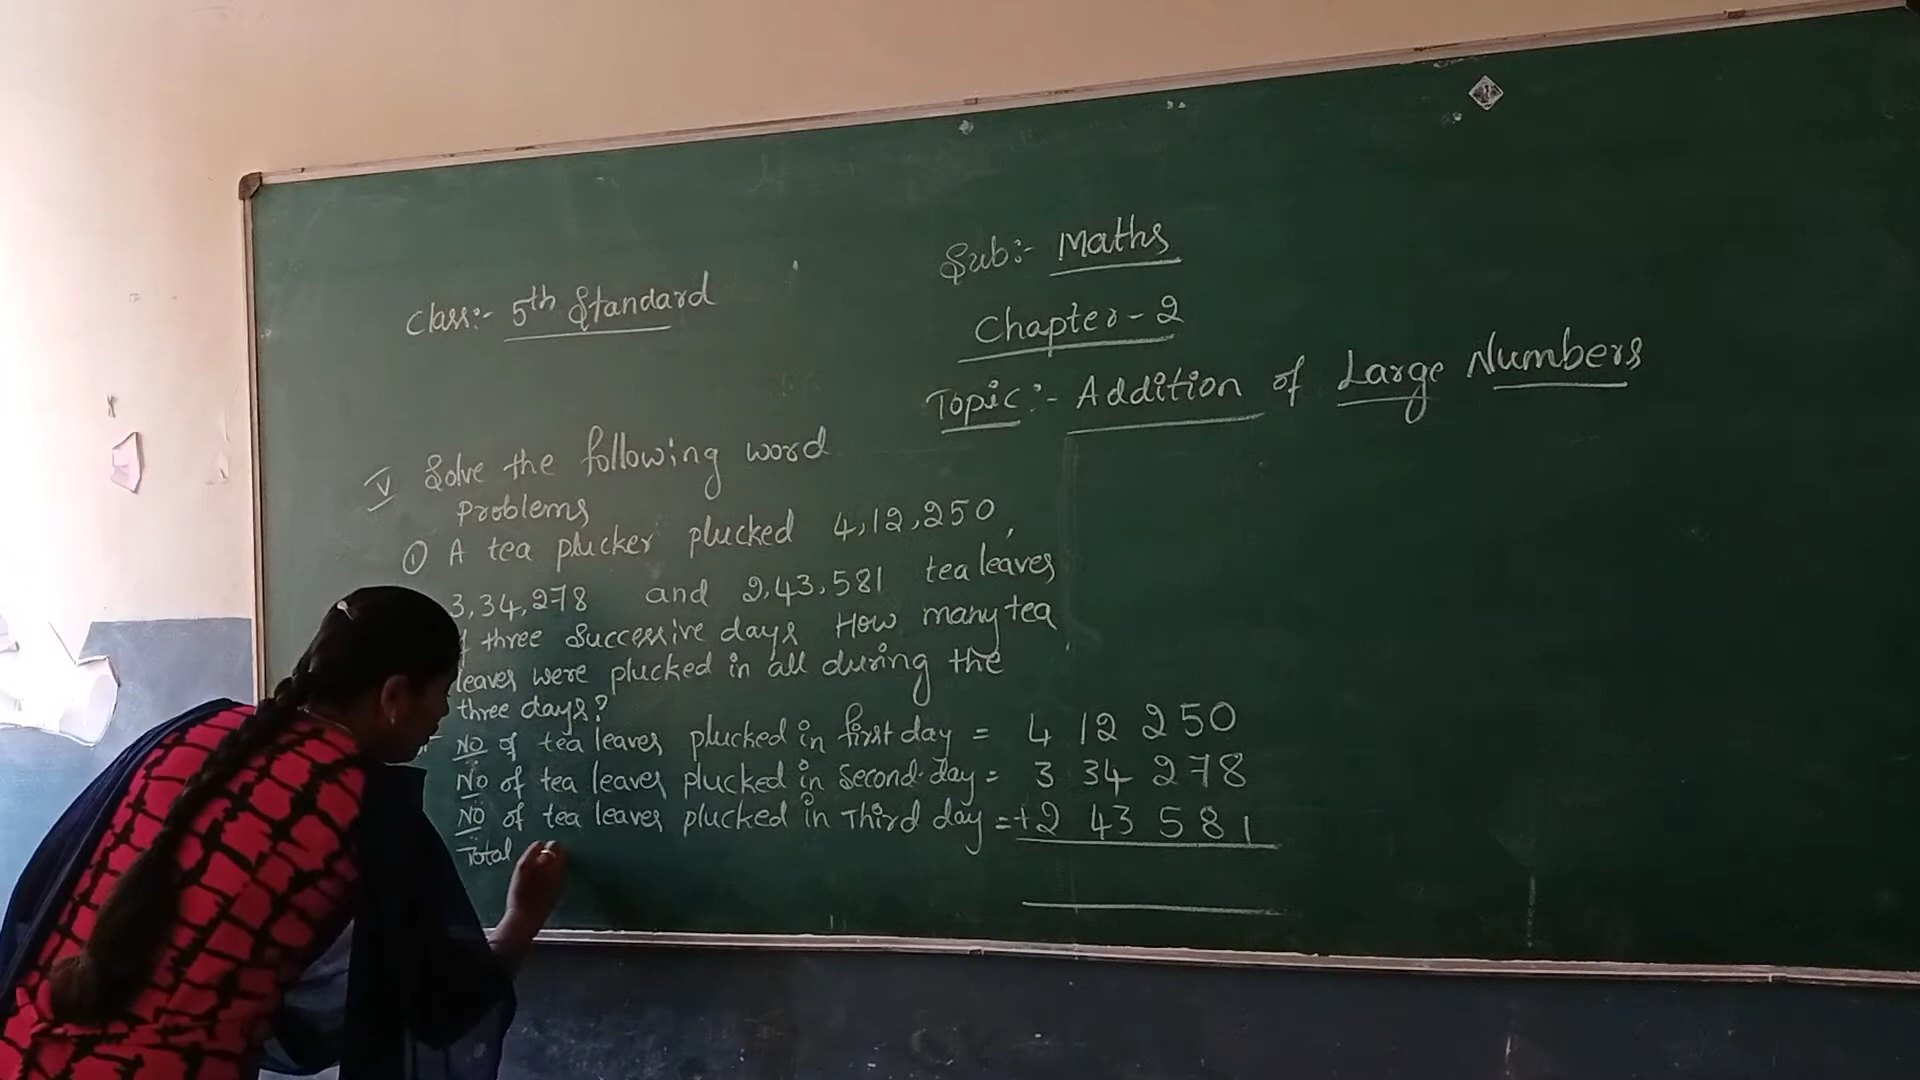 Class:- 5th Standard
Sub:- Maths
Chapter-2
Topic:- Addition of Large Numbers
V Solve the following word
Problems
① A tea plucker plucked 4,12,250,
3,34,278 and 2,43,581 tea leaves
three Successive days How many tea
leaves were plucked in all during the
three days?
No of tea leaves plucked in first day = 4 12 250
No of tea leaves plucked in Second day = 3 34 278
No of tea leaves plucked in Third day = +2 43 581
Total